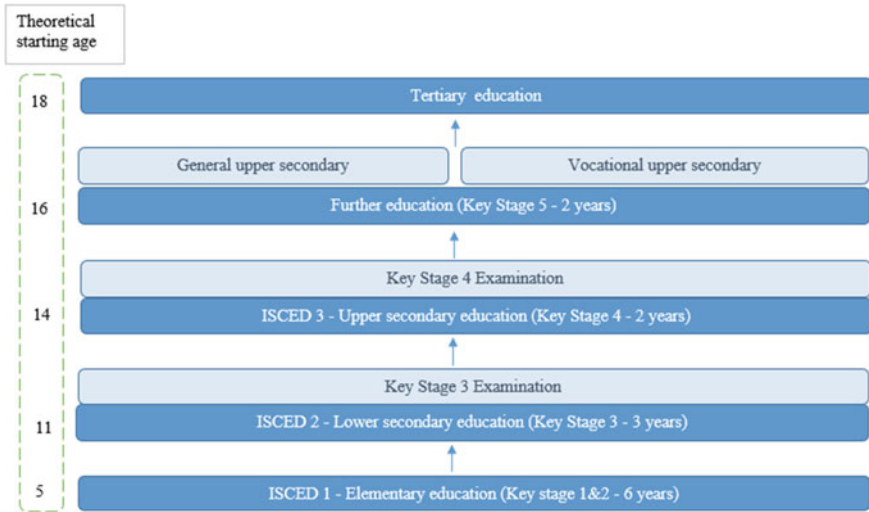 Theoretical
starting age
18
Tertiary education
General upper secondary
Vocational upper secondary
16
Further education (Key Stage 5 - 2 years)
Key Stage 4 Examination
14
ISCED 3 - Upper secondary education (Key Stage 4 - 2 years)
Key Stage 3 Examination
11
ISCED 2 - Lower secondary education (Key Stage 3 - 3 years)
5
ISCED 1 - Elementary education (Key stage 1&2 - 6 years)